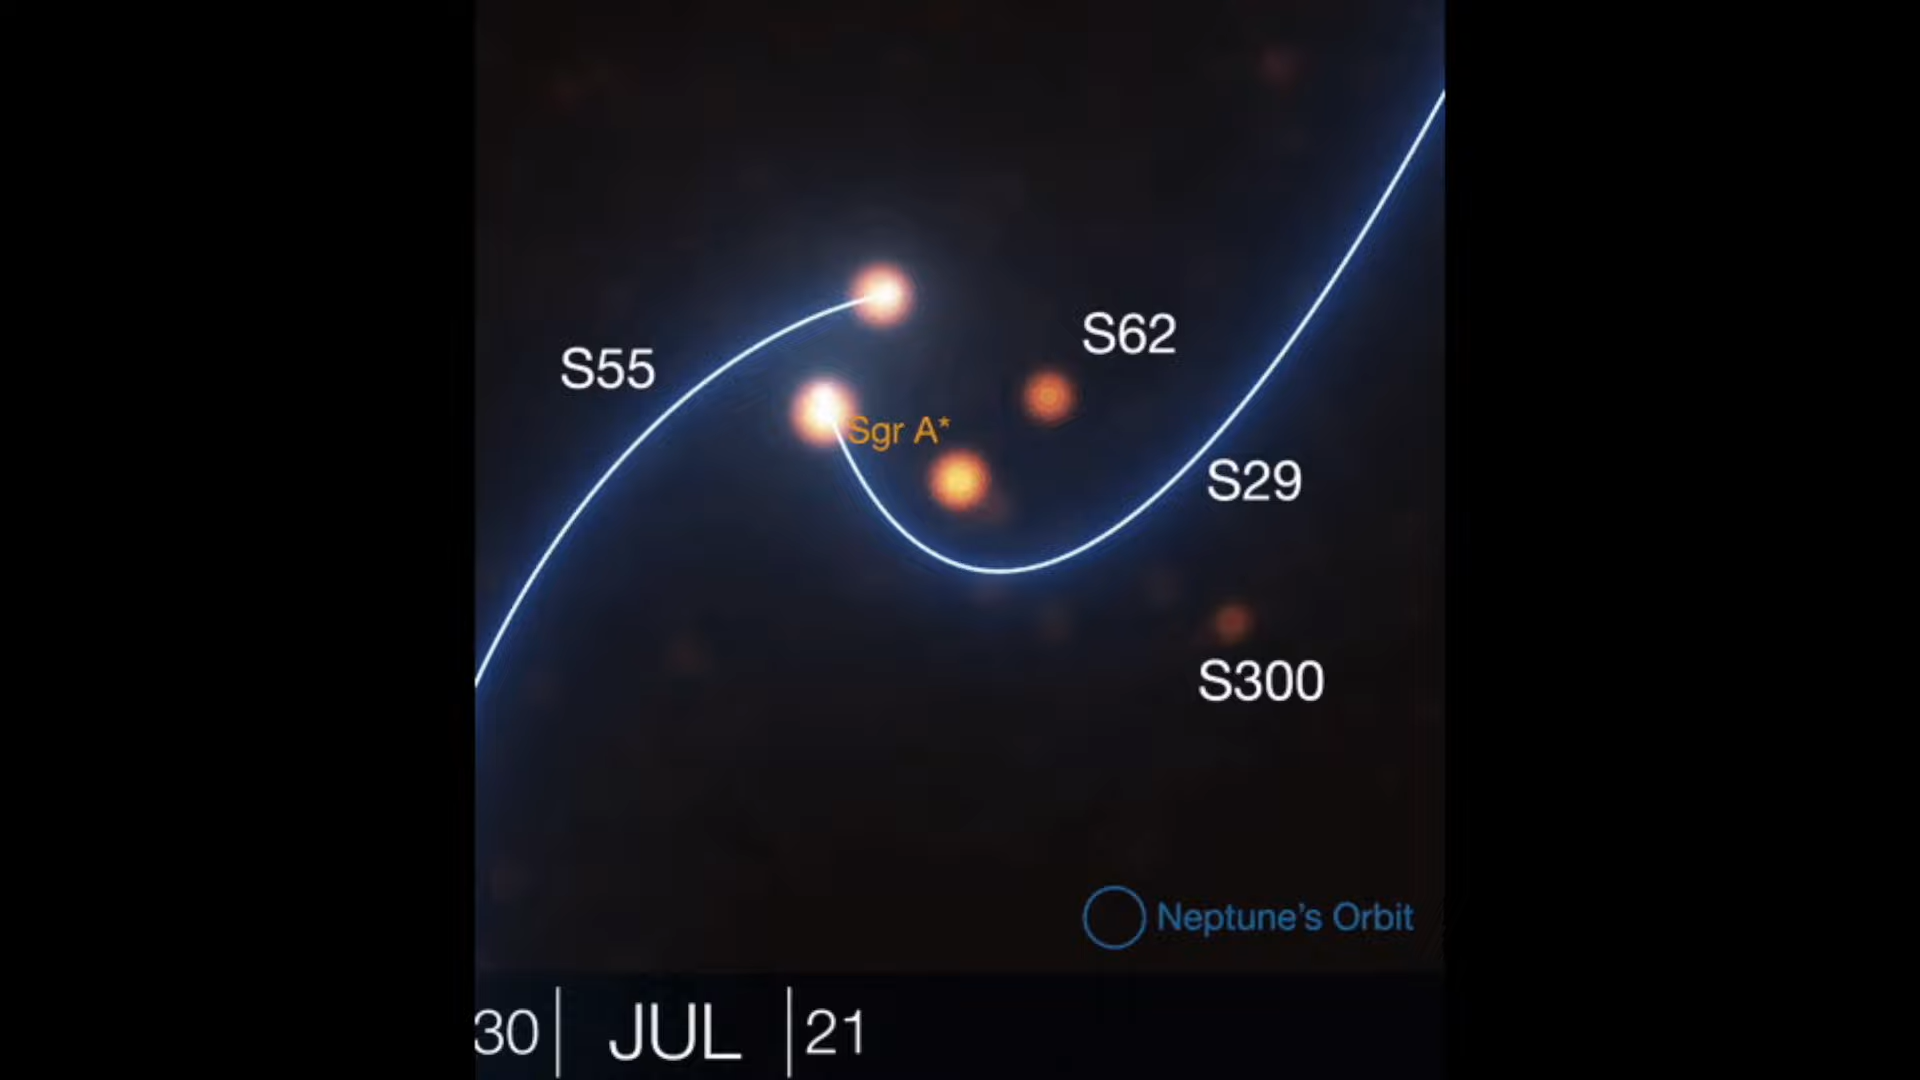 S62
S55
Sgr A*
S29
S300
Neptune's Orbit
30 JUL 21